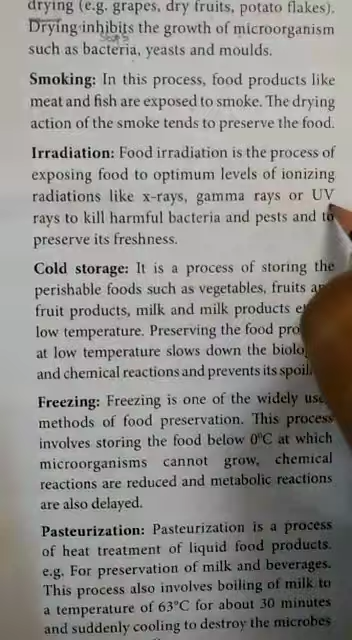 drying (e.g. grapes, dry fruits, potato flakes).
Drying inhibits the growth of microorganism
stops
such as bacteria, yeasts and moulds.
Smoking: In this process, food products like
meat and fish are exposed to smoke. The drying
action of the smoke tends to preserve the food.
Irradiation: Food irradiation is the process of
exposing food to optimum levels of ionizing
radiations like x-rays, gamma rays or UV
rays to kill harmful bacteria and pests and to
preserve its freshness.
Cold storage: It is a process of storing the
perishable foods such as vegetables, fruits
fruit products, milk and milk products
low temperature. Preserving the food
at low temperature slows down the
and chemical reactions and prevents its
Freezing: Freezing is one of the widely
methods of food preservation. This process
involves storing the food below 0°C at which
microorganisms cannot grow, chemical
reactions are reduced and metabolic reactions
are also delayed.
Pasteurization: Pasteurization is a process
of heat treatment of liquid food products.
e.g. For preservation of milk and beverages.
This process also involves boiling of milk to
a temperature of 63°C for about 30 minutes
and suddenly cooling to destroy the microbes